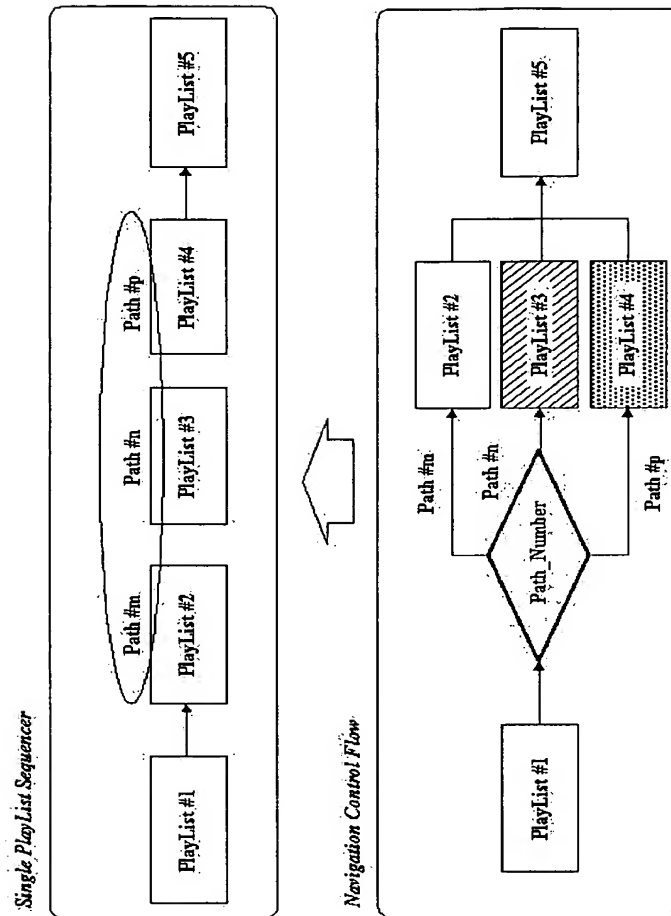 Single PlayList Sequencer
Path #m
Path #n
Path #p
PlayList #1
PlayList #2
PlayList #3
PlayList #4
PlayList #5
Navigation Control Flow
PlayList #1
Path_Number
Path #m
Path #n
Path #p
PlayList #2
PlayList #3
PlayList #4
PlayList #5